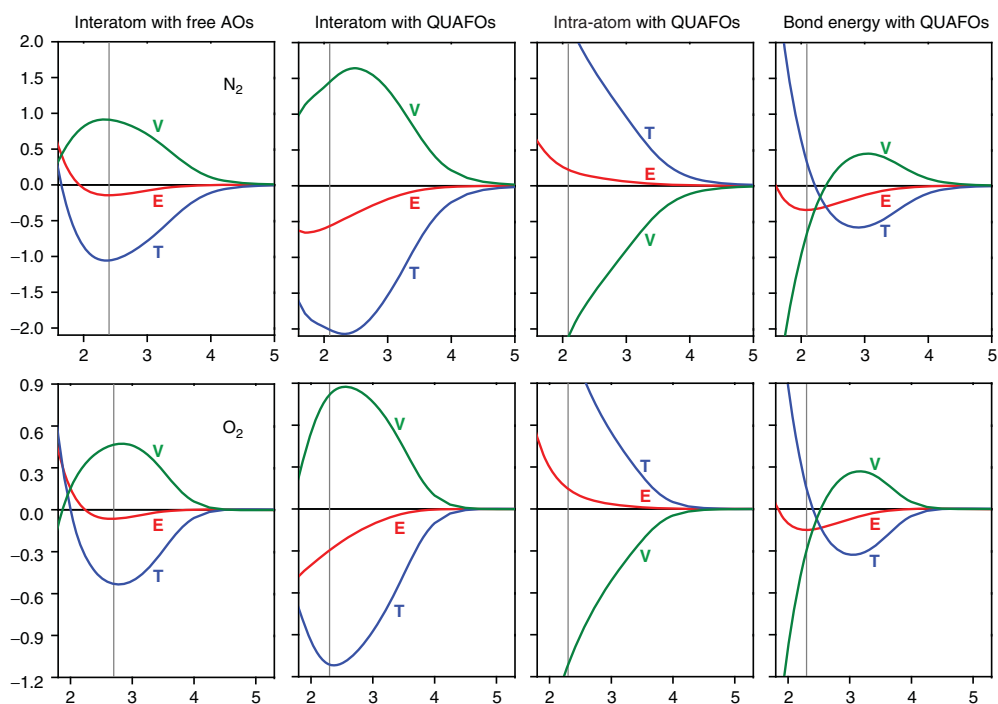 Interatom with free AOs Interatom with QUAFOs Intra-atom with QUAFOs Bond energy with QUAFOs
2.0
1.5
1.0
0.5
0.0
−0.5
−1.0
−1.5
−2.0
N2
V
E
T
V
E
T
T
E
V
V
E
T
2 3 4 5 2 3 4 5 2 3 4 5 2 3 4 5
0.9
0.6
0.3
0.0
−0.3
−0.6
−0.9
−1.2
O2
V
E
T
V
E
T
T
E
V
V
E
T
2 3 4 5 2 3 4 5 2 3 4 5 2 3 4 5